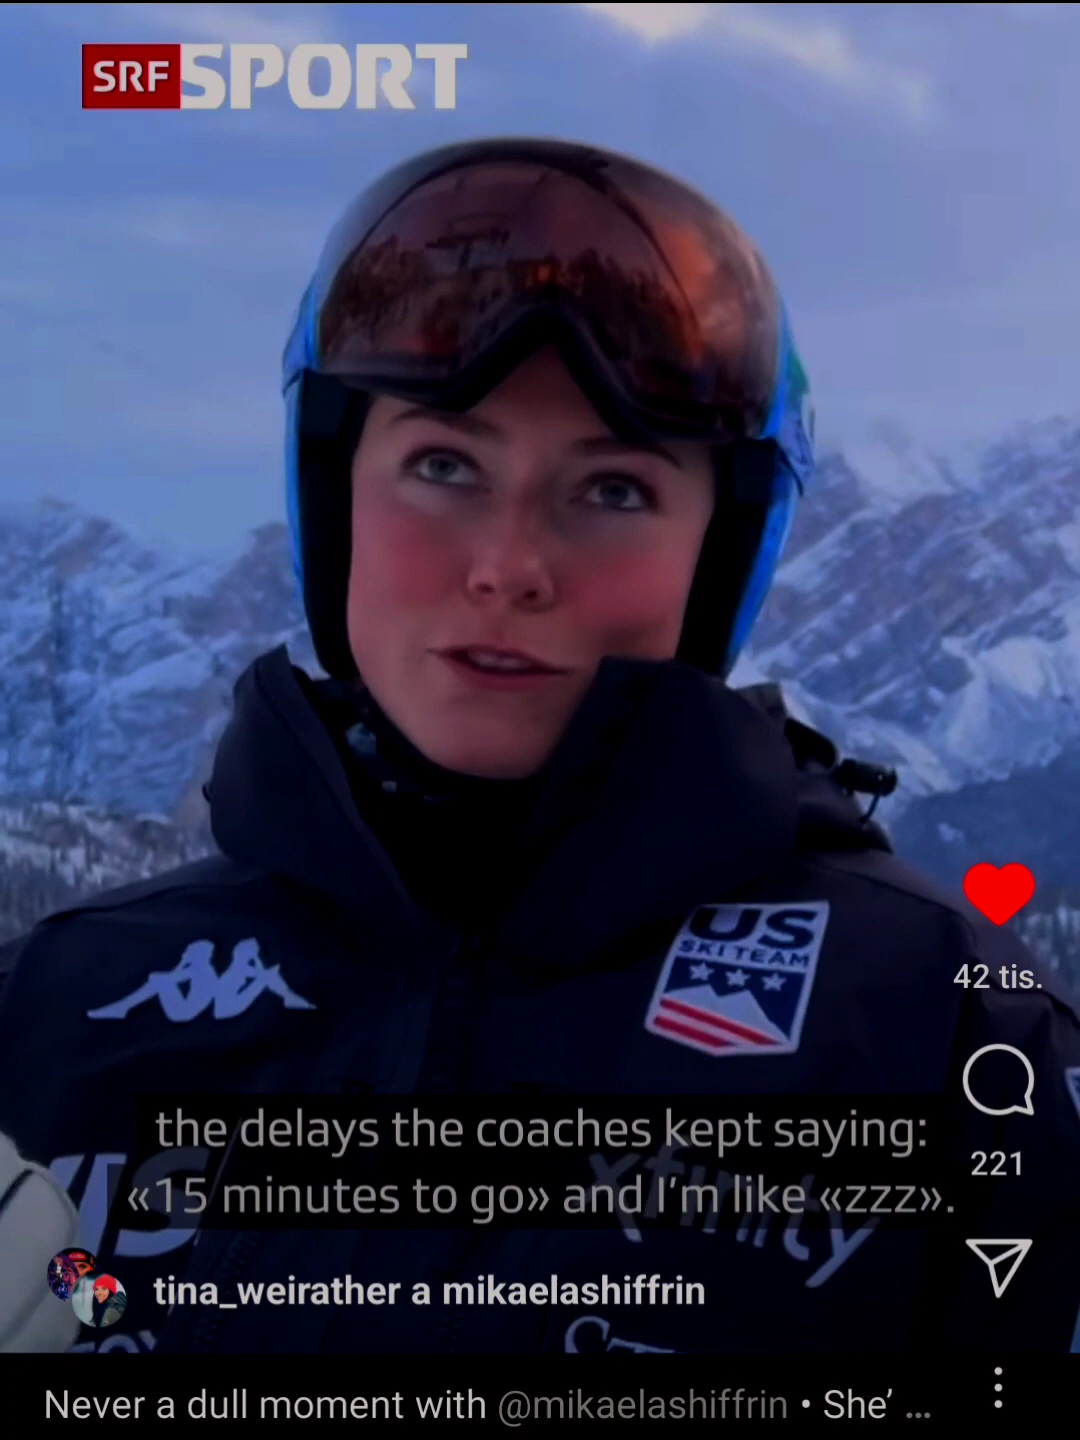 SRF SPORT
US
SKI TEAM
the delays the coaches kept saying:
«15 minutes to go» and I'm like «zzz».
xfinity
42 tis.
221
tina_weirather a mikaelashiffrin
Never a dull moment with @mikaelashiffrin • She' ...